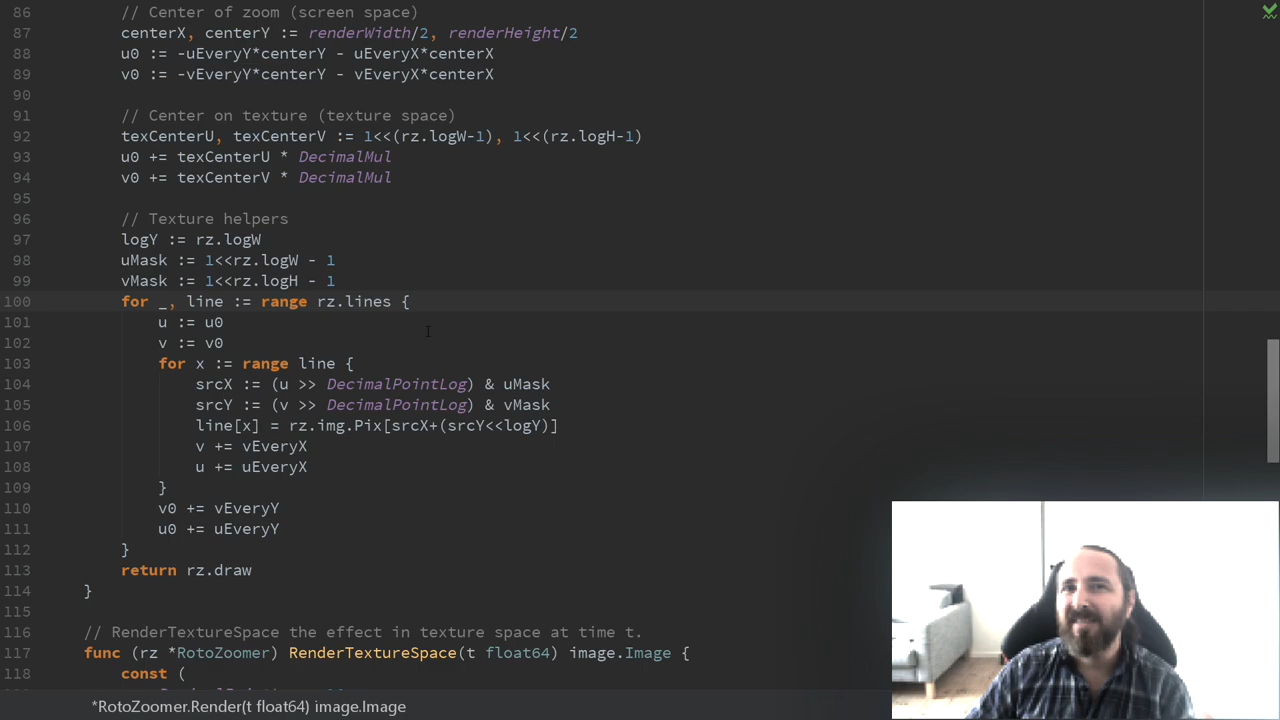 86 // Center of zoom (screen space)
87 centerX, centerY := renderWidth/2, renderHeight/2
88 u0 := -uEveryY*centerY - uEveryX*centerX
89 v0 := -vEveryY*centerY - vEveryX*centerX
90
91 // Center on texture (texture space)
92 texCenterU, texCenterV := 1<<(rz.logW-1), 1<<(rz.logH-1)
93 u0 += texCenterU * DecimalMul
94 v0 += texCenterV * DecimalMul
95
96 // Texture helpers
97 logY := rz.logW
98 uMask := 1<<rz.logW - 1
99 vMask := 1<<rz.logH - 1
100 for _, line := range rz.lines {
101 u := u0
102 v := v0
103 for x := range line {
104 srcX := (u >> DecimalPointLog) & uMask
105 srcY := (v >> DecimalPointLog) & vMask
106 line[x] = rz.img.Pix[srcX+(srcY<<logY)]
107 v += vEveryX
108 u += uEveryX
109 }
110 v0 += vEveryY
111 u0 += uEveryY
112 }
113 return rz.draw
114 }
115
116 // RenderTextureSpace the effect in texture space at time t.
117 func (rz *RotoZoomer) RenderTextureSpace(t float64) image.Image {
118 const (
*RotoZoomer.Render(t float64) image.Image